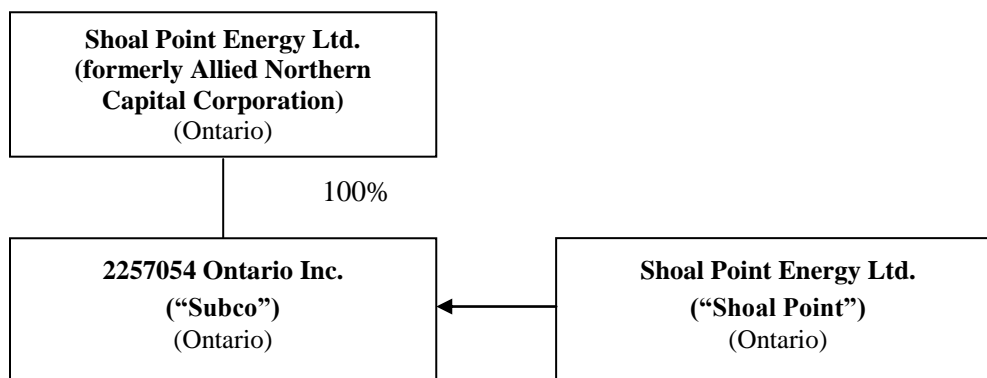 Shoal Point Energy Ltd.
(formerly Allied Northern
Capital Corporation)
(Ontario)
100%
2257054 Ontario Inc.
(“Subco”)
(Ontario)
Shoal Point Energy Ltd.
(“Shoal Point”)
(Ontario)